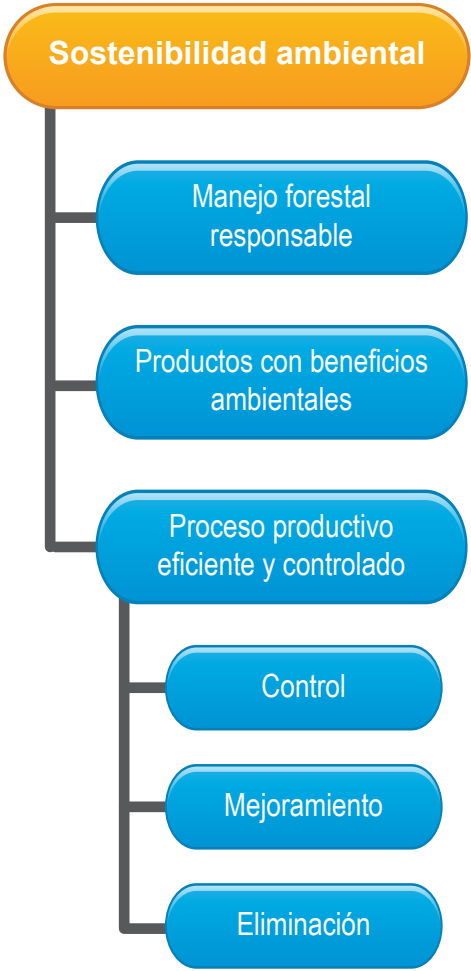 Sostenibilidad ambiental
Manejo forestal
responsable
Productos con beneficios
ambientales
Proceso productivo
eficiente y controlado
Control
Mejoramiento
Eliminación